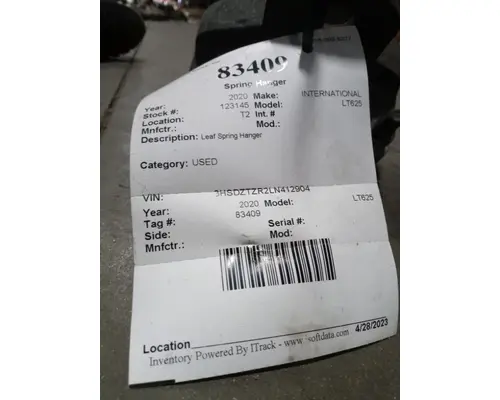 83409
Spring Hanger
Year: 2020 Make: INTERNATIONAL
Stock #: 123145 Model: LT625
Location: T2 Int. #
Mnfctr.: Mod.:
Description: Leaf Spring Hanger
Category: USED
VIN: 3HSDZTZR2LN412904
Year: 2020 Model: LT625
Tag #: 83409
Side: Serial #:
Mnfctr.: Mod:
Location
Inventory Powered By ITrack - www.softdata.com 4/28/2023